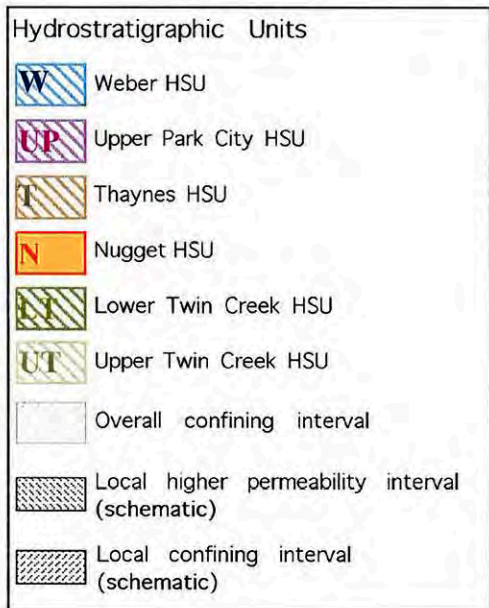 Hydrostratigraphic Units
W Weber HSU
UP Upper Park City HSU
T Thaynes HSU
N Nugget HSU
LT Lower Twin Creek HSU
UT Upper Twin Creek HSU
Overall confining interval
Local higher permeability interval
(schematic)
Local confining interval
(schematic)